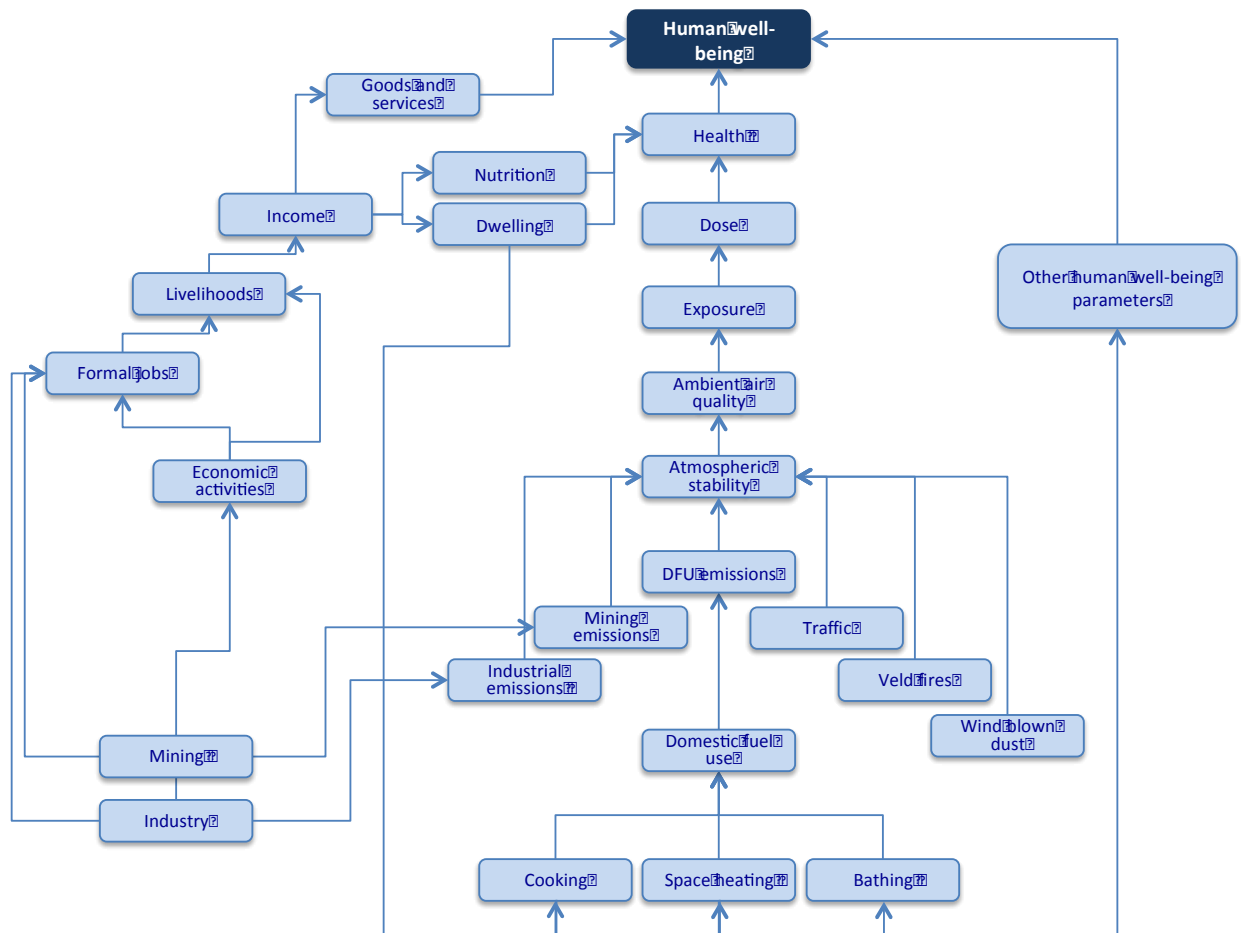 Human well-
being
Goods and
services
Health
Nutrition
Income
Dwelling
Dose
Other human well-being
parameters
Livelihoods
Exposure
Formal jobs
Ambient air
quality
Economic
activities
Atmospheric
stability
DFU emissions
Mining
emissions
Traffic
Industrial
emissions
Veld fires
Wind blown
dust
Domestic fuel
use
Mining
Industry
Cooking
Space heating
Bathing